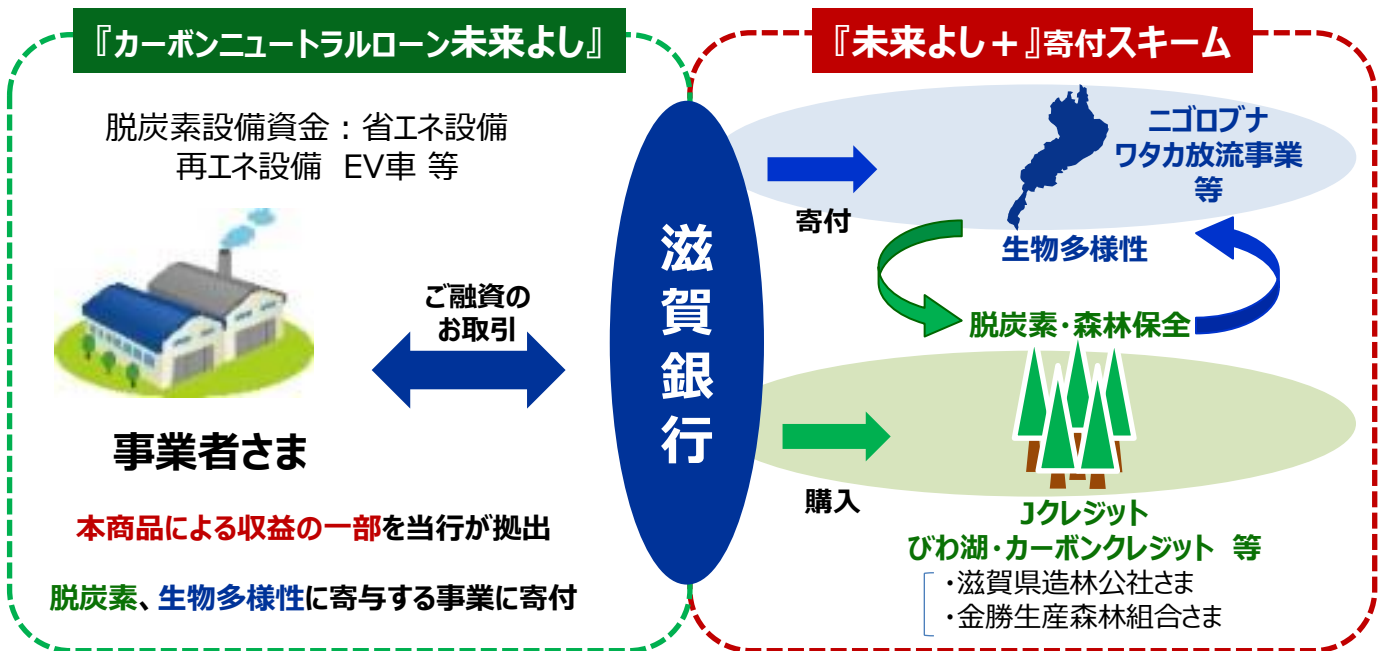 『カーボンニュートラルローン未来よし』
脱炭素設備資金：省エネ設備
再エネ設備　EV車 等
ご融資の
お取引
事業者さま
本商品による収益の一部を当行が拠出
脱炭素、生物多様性に寄与する事業に寄付
滋賀銀行
『未来よし＋』寄付スキーム
寄付
ニゴロブナ
ワタカ放流事業
等
生物多様性
脱炭素・森林保全
購入
Jクレジット
びわ湖・カーボンクレジット　等
・滋賀県造林公社さま
・金勝生産森林組合さま